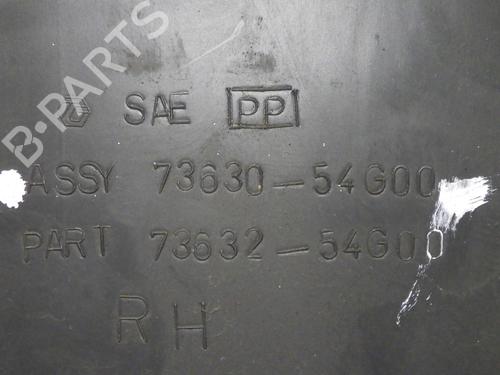 B-PARTS
SAE PP
ASSY 73630-54G00
PART 73632-54G00
RH